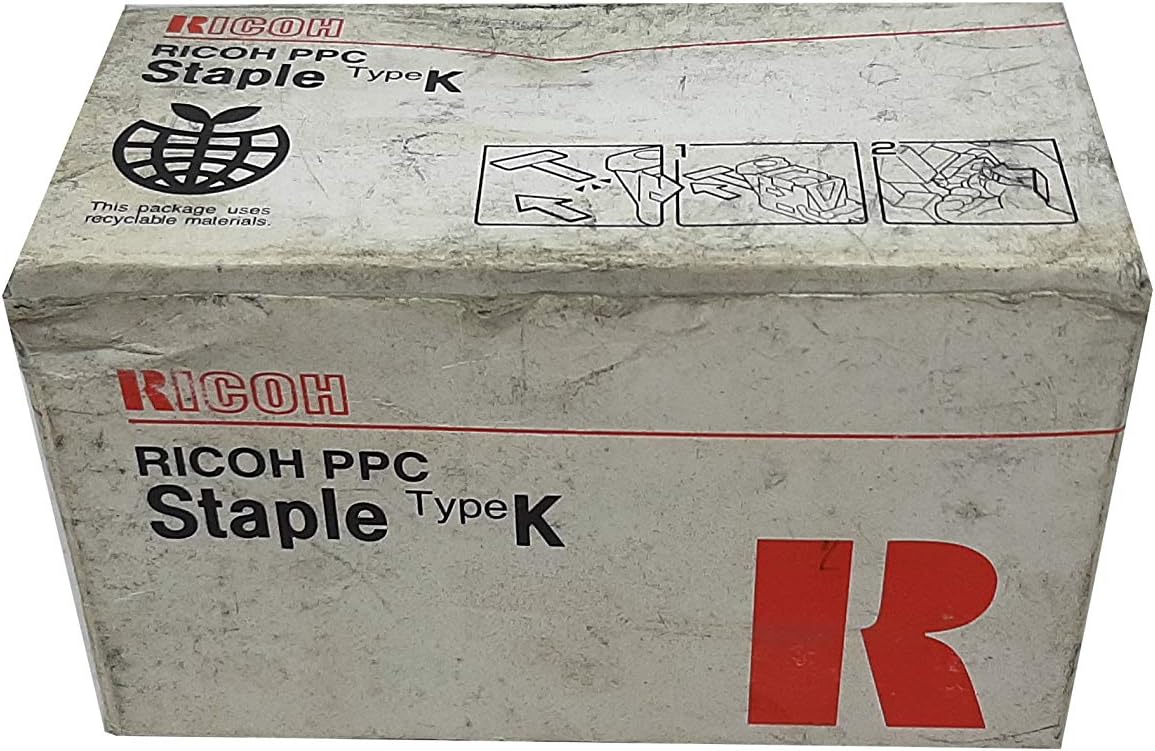 RICOH
RICOH PPC
Staple Type K
This package uses
recyclable materials.
1
2
RICOH
RICOH PPC
Staple Type K
R